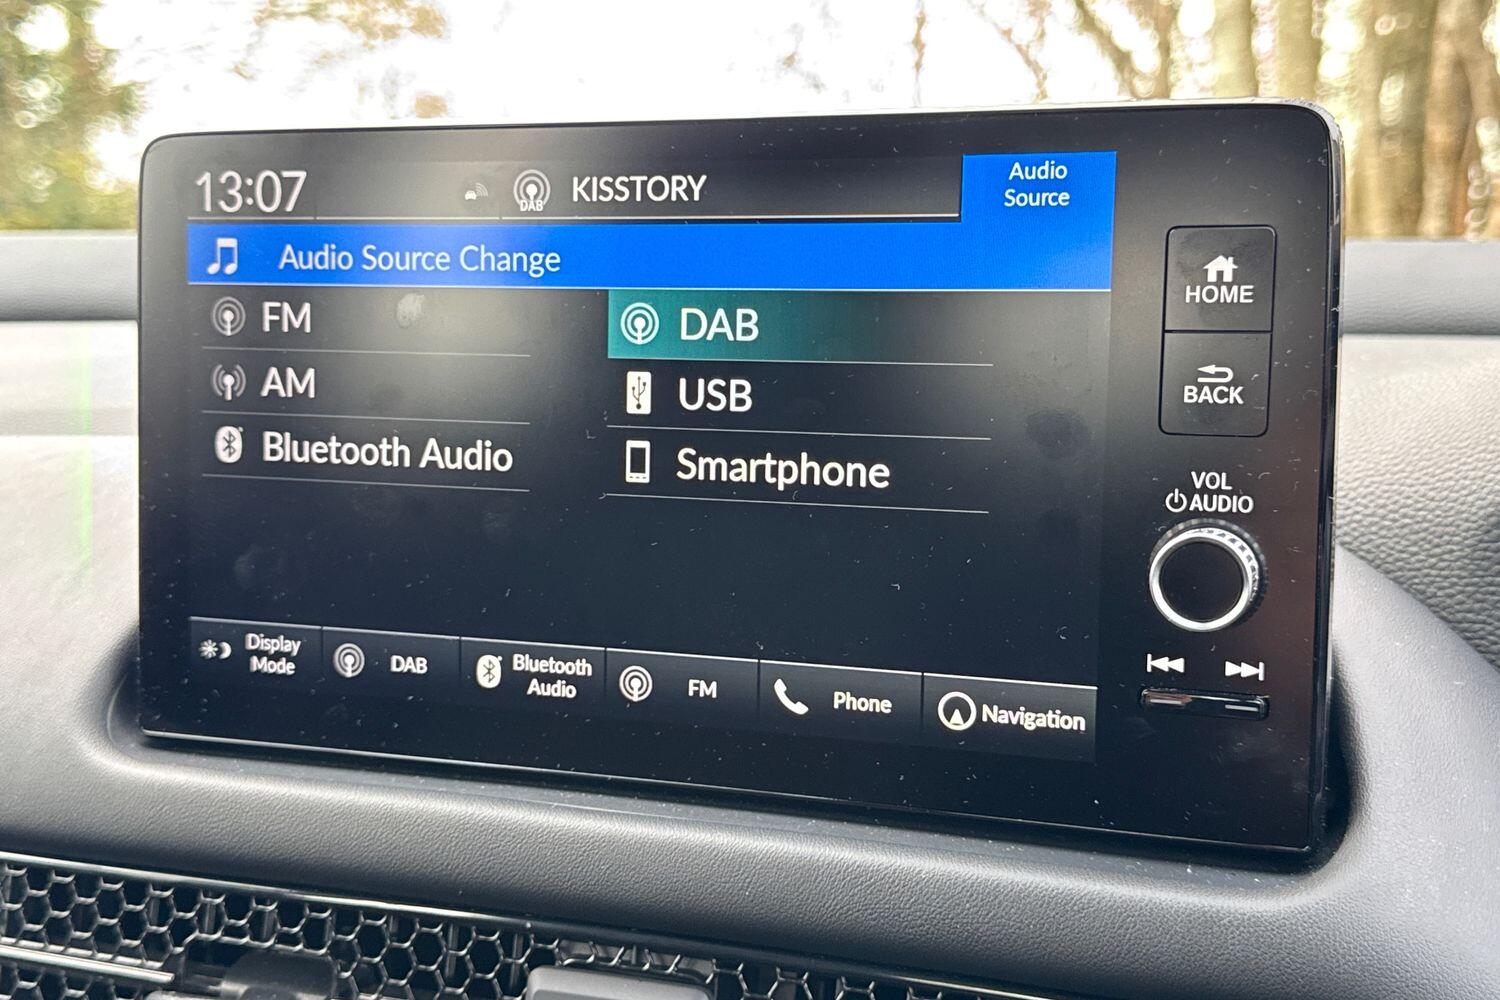 13:07
DAB
KISSTORY
Audio
Source
Audio Source Change
FM
DAB
AM
USB
Bluetooth Audio
Smartphone
HOME
BACK
VOL
AUDIO
Display
Mode
DAB
Bluetooth
Audio
FM
Phone
Navigation